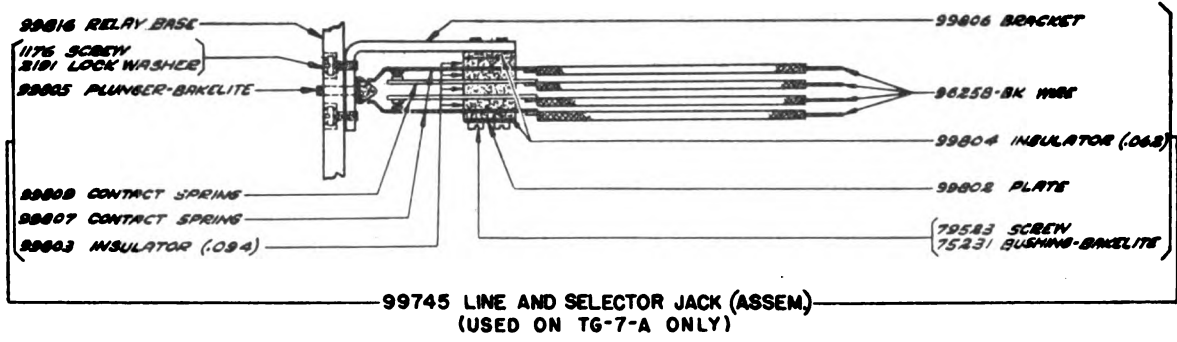 99816 RELAY BASE
1176 SCREW
2191 LOCK WASHER
99805 PLUNGER-BAKELITE
99808 CONTACT SPRING
99807 CONTACT SPRING
99803 INSULATOR (.094)
99806 BRACKET
96258-BK WIRE
99804 INSULATOR (.062)
99802 PLATE
79523 SCREW
75231 BUSHING-BAKELITE
99745 LINE AND SELECTOR JACK (ASSEM.)
(USED ON TG-7-A ONLY)